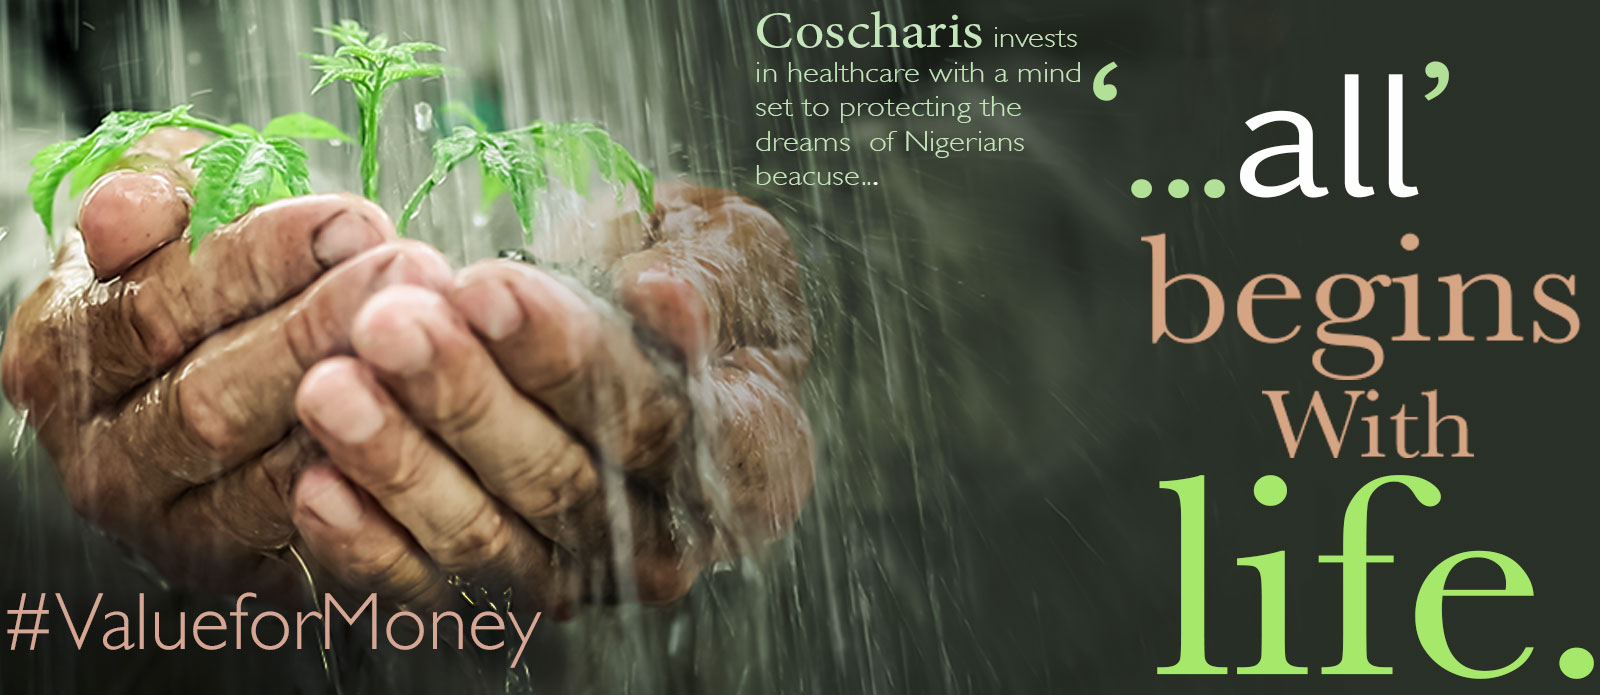 Coscharis invests
in healthcare with a mind
set to protecting the
dreams of Nigerians
beacuse...
‘...all’
begins
With
life.
#ValueforMoney